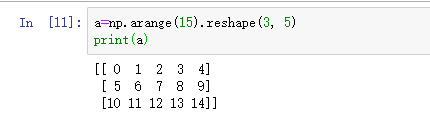 In [11]: a=np.arange(15).reshape(3, 5)
print(a)
[[ 0  1  2  3  4]
 [ 5  6  7  8  9]
 [10 11 12 13 14]]